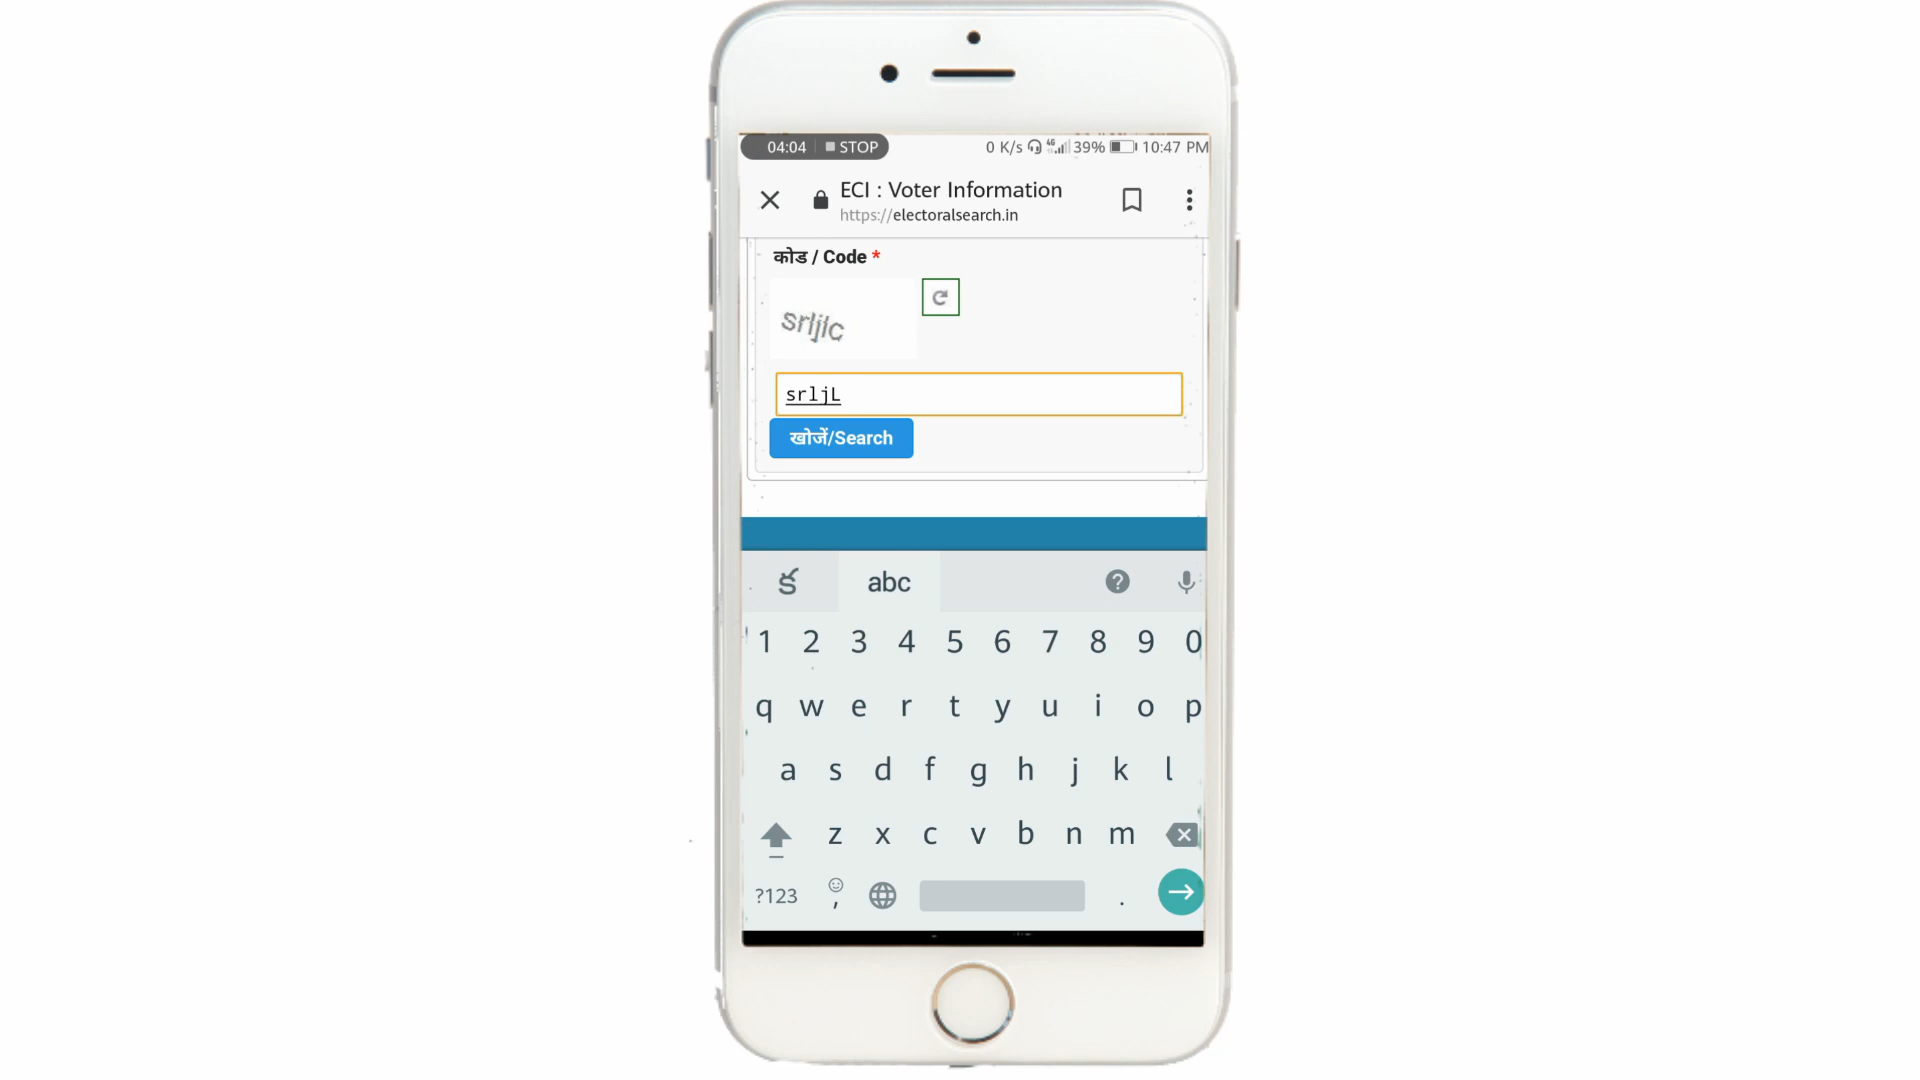 04:04 STOP 0 K/s 4G 39% 10:47 PM
ECI : Voter Information
https://electoralsearch.in
कोड / Code *
srljlc
srljL
खोजें/Search
క abc ?
1 2 3 4 5 6 7 8 9 0
q w e r t y u i o p
a s d f g h j k l
z x c v b n m
?123 , .